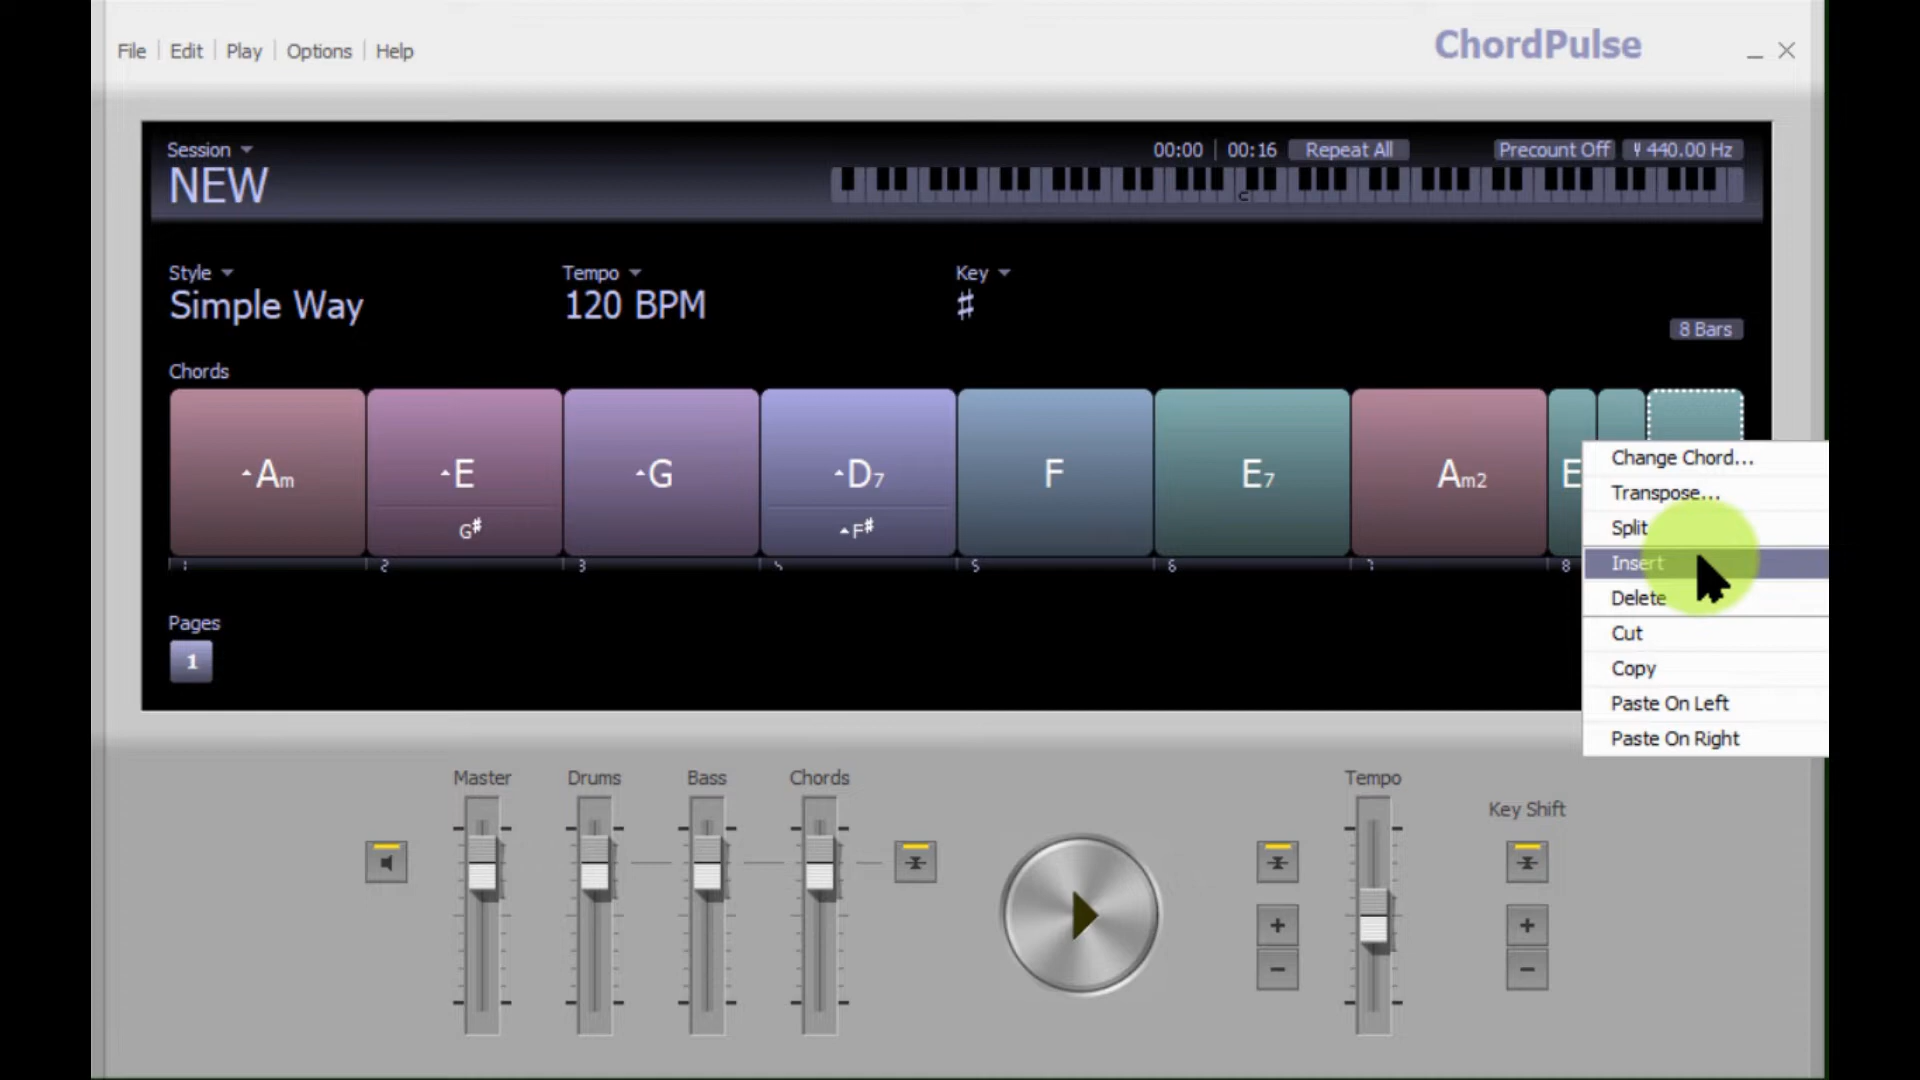 File Edit Play Options Help
ChordPulse
Session
NEW
00:00 00:16 Repeat All Precount Off 440.00 Hz
C
Style
Simple Way
Tempo
120 BPM
Key
♯
8 Bars
Chords
Am E G D7 F E7 Am2 E
G♯ F♯
1 2 3 4 5 6 7 8
Change Chord...
Transpose...
Split
Insert
Delete
Cut
Copy
Paste On Left
Paste On Right
Pages
1
Master Drums Bass Chords Tempo
Key Shift